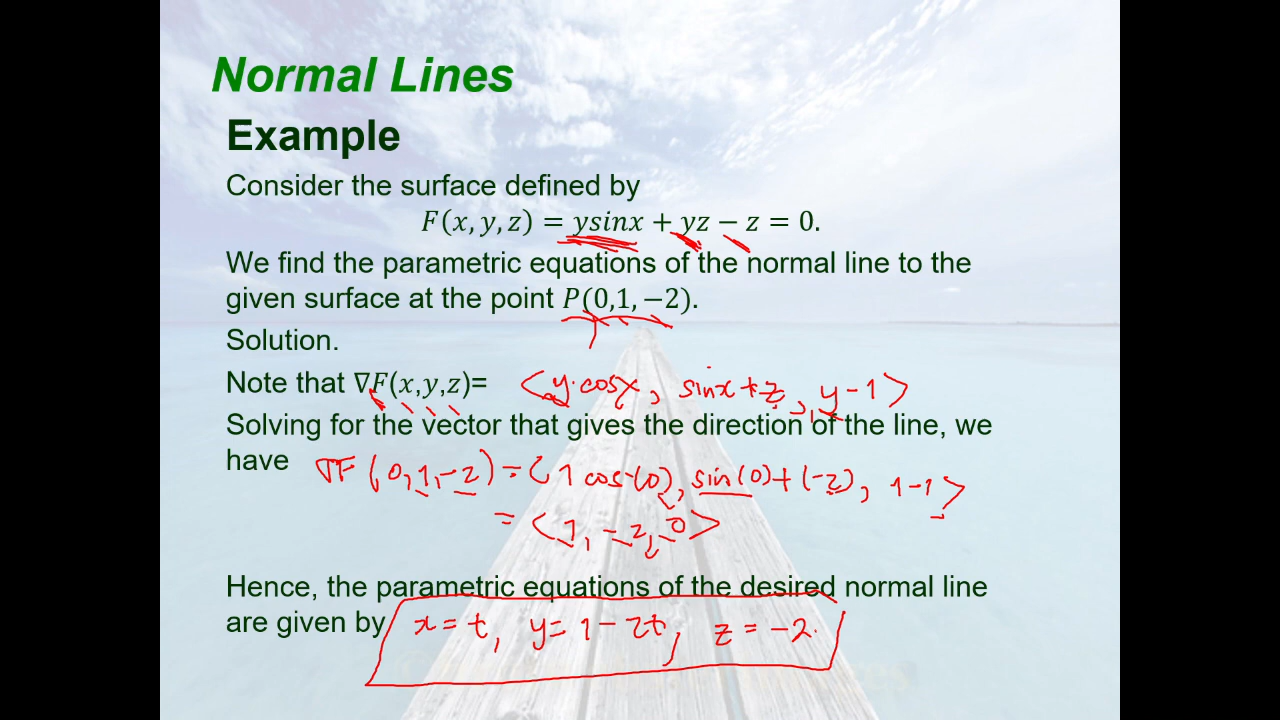 Normal Lines
Example
Consider the surface defined by
F(x, y, z) = ysinx + yz − z = 0.
We find the parametric equations of the normal line to the
given surface at the point P(0,1,−2).
Solution.
Note that ∇F(x,y,z)= ⟨y·cosx, sinx+z, y−1⟩
Solving for the vector that gives the direction of the line, we
have ∇F(0,1,−2) = ⟨1 cos(0), sin(0)+(−2), 1−1⟩
= ⟨1, −2, 0⟩
Hence, the parametric equations of the desired normal line
are given by x = t, y = 1 − 2t, z = −2.